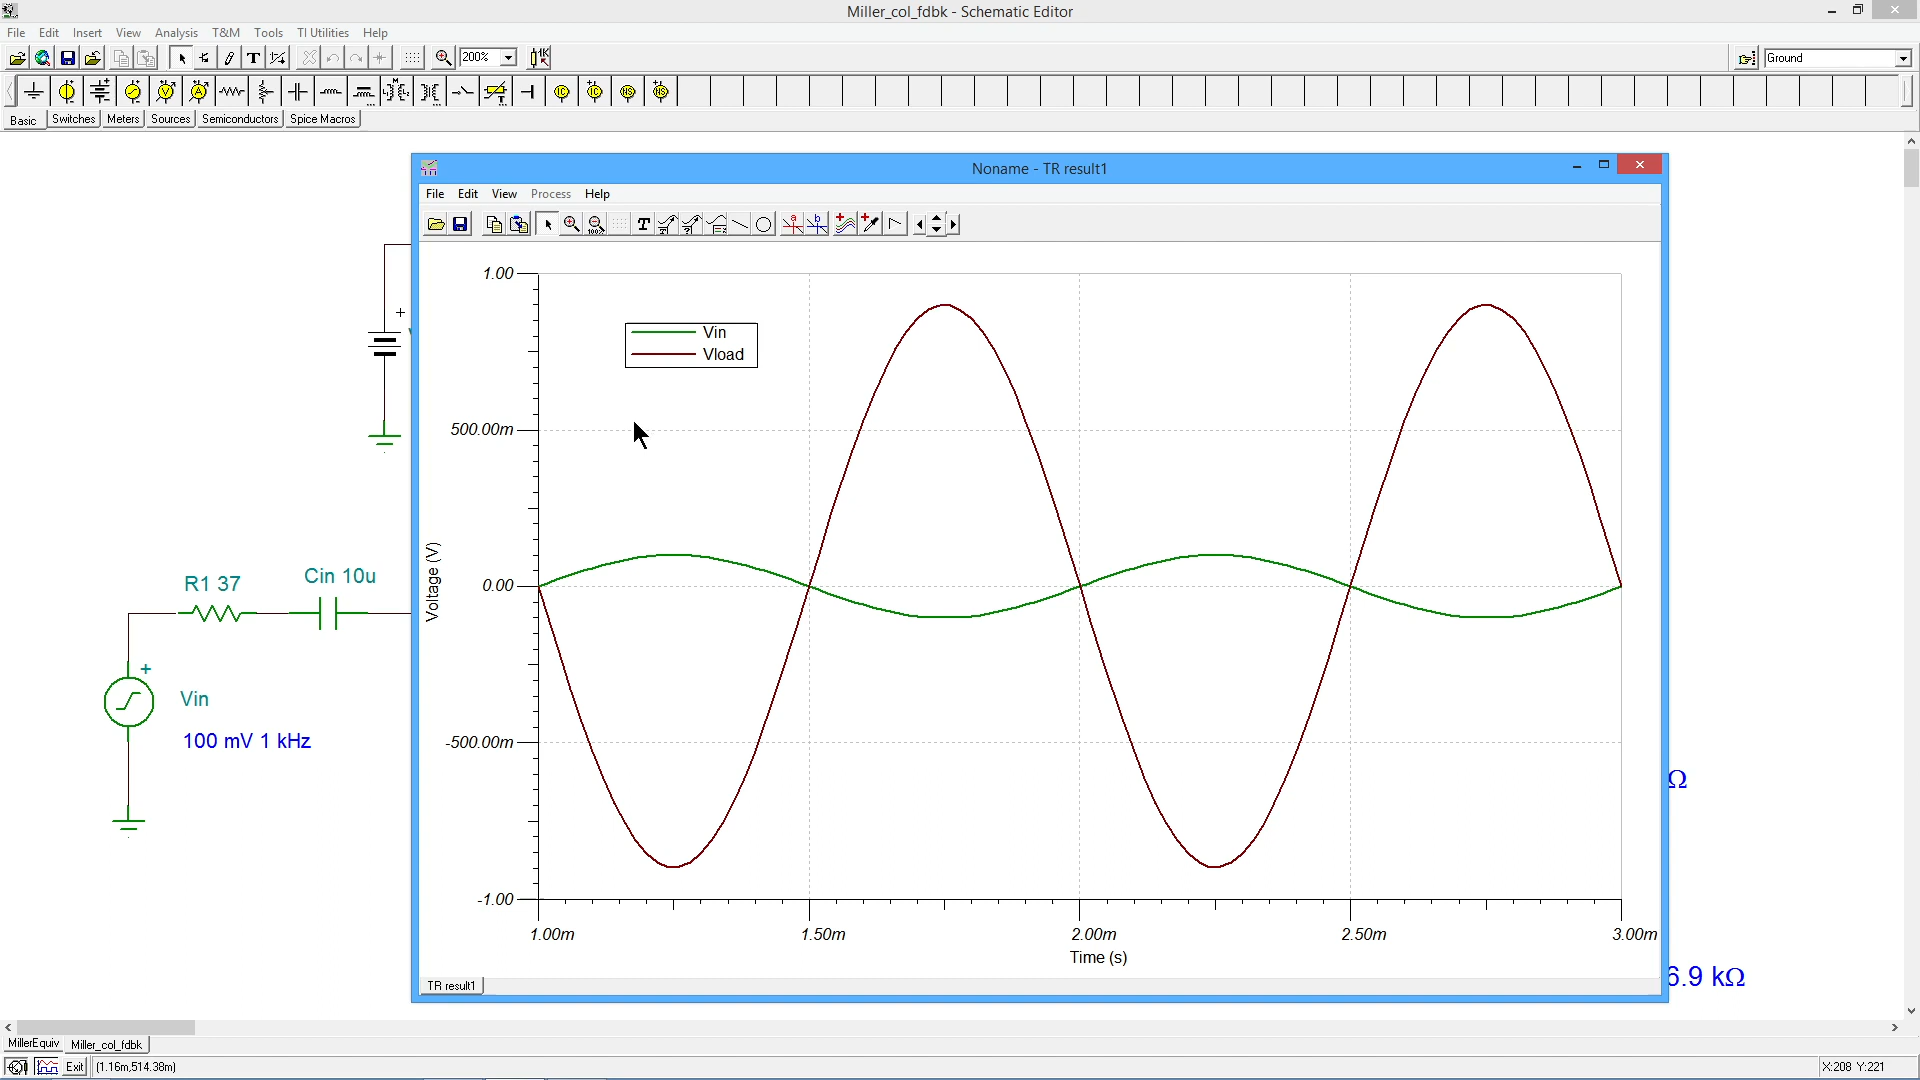 Miller_col_fdbk - Schematic Editor
File Edit Insert View Analysis T&M Tools TI Utilities Help
200%
1K
Ground
Basic Switches Meters Sources Semiconductors Spice Macros
Noname - TR result1
File Edit View Process Help
1.00
Vin
Vload
500.00m
Voltage (V)
0.00
-500.00m
-1.00
1.00m 1.50m 2.00m 2.50m 3.00m
Time (s)
TR result1
+
R1 37
Cin 10u
+
Vin
100 mV 1 kHz
Ω
6.9 kΩ
MillerEquiv Miller_col_fdbk
Exit (1.16m,514.38m) X:208 Y:221